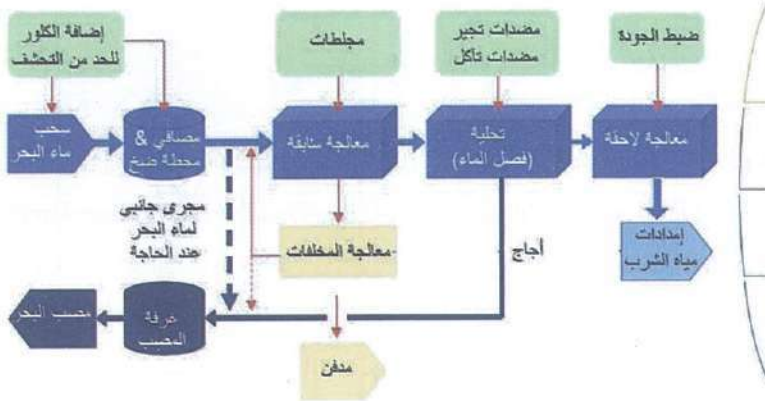 إضافة الكلور
للحد من التحشف
مجلطات
مضدات تجير
مضدات تآكل
ضبط الجودة
سحب
ماء البحر
مصافي &
محطة ضخ
معالجة سابقة
تحلية
(فصل الماء)
معالجة لاحقة
مجرى جانبي
لماء البحر
عند الحاجة
معالجة المخلفات
أجاج
إمدادات
مياه الشرب
مصب البحر
غرفة
المصب
مدفن